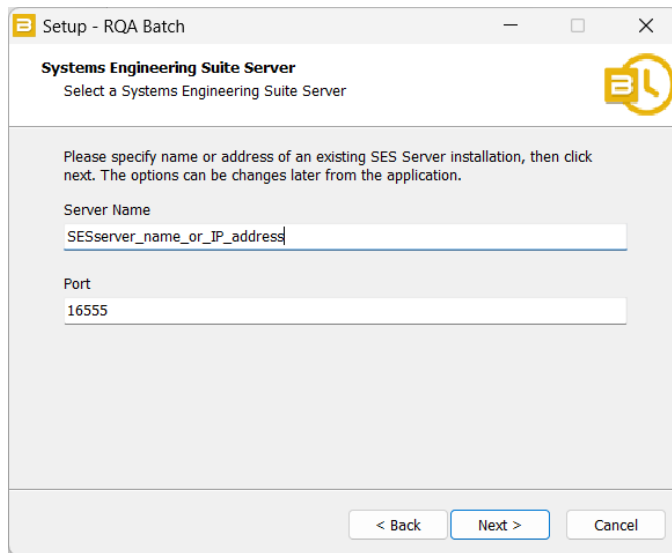 B Setup - RQA Batch
Systems Engineering Suite Server
Select a Systems Engineering Suite Server
B
Please specify name or address of an existing SES Server installation, then click
next. The options can be changes later from the application.
Server Name
SESserver_name_or_IP_address
Port
16555
< Back Next > Cancel